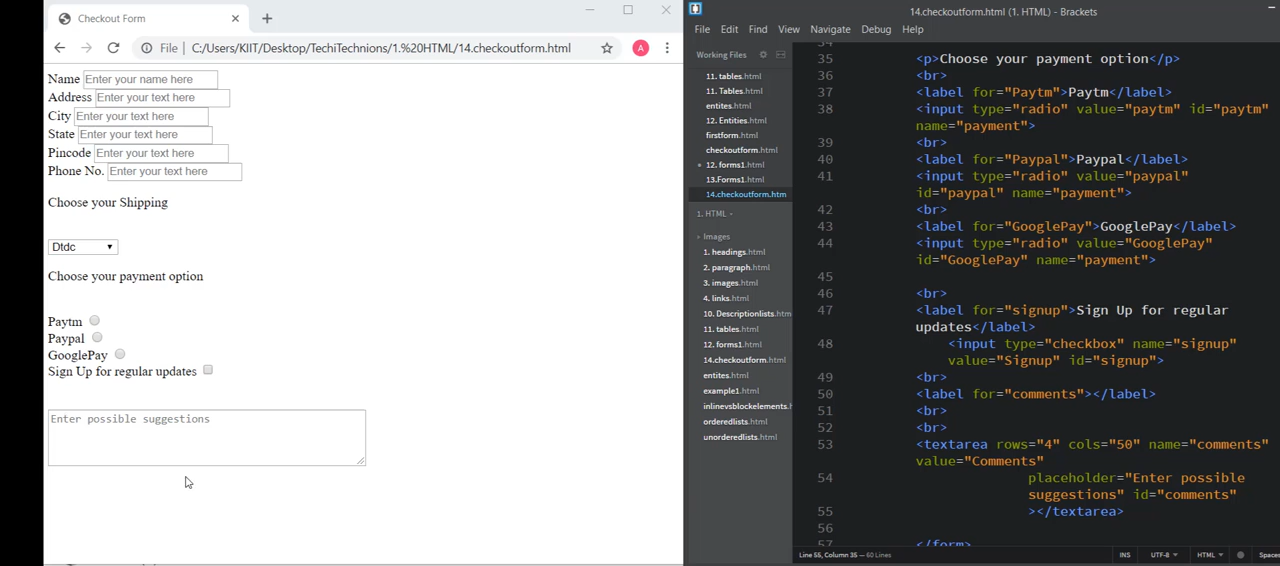 Checkout Form
File | C:/Users/KIIT/Desktop/TechiTechnions/1.%20HTML/14.checkoutform.html
A
Name Enter your name here
Address Enter your text here
City Enter your text here
State Enter your text here
Pincode Enter your text here
Phone No. Enter your text here
Choose your Shipping
Dtdc
Choose your payment option
Paytm
Paypal
GooglePay
Sign Up for regular updates
Enter possible suggestions
14.checkoutform.html (1. HTML) - Brackets
File Edit Find View Navigate Debug Help
Working Files
11. tables.html
11. Tables.html
entites.html
12. Entities.html
firstform.html
checkoutform.html
12. forms1.html
13.Forms1.html
14.checkoutform.htm
1. HTML
Images
1. headings.html
2. paragraph.html
3. images.html
4. links.html
10. Descriptionlists.htm
11. tables.html
12. forms1.html
14.checkoutform.html
entites.html
example1.html
inlinevsblockelements.h
orderedlists.html
unorderedlists.html
34
35 <p>Choose your payment option</p>
36 <br>
37 <label for="Paytm">Paytm</label>
38 <input type="radio" value="paytm" id="paytm"
name="payment">
39 <br>
40 <label for="Paypal">Paypal</label>
41 <input type="radio" value="paypal"
id="paypal" name="payment">
42 <br>
43 <label for="GooglePay">GooglePay</label>
44 <input type="radio" value="GooglePay"
id="GooglePay" name="payment">
45
46 <br>
47 <label for="signup">Sign Up for regular
updates</label>
48 <input type="checkbox" name="signup"
value="Signup" id="signup">
49 <br>
50 <label for="comments"></label>
51 <br>
52 <br>
53 <textarea rows="4" cols="50" name="comments"
value="Comments"
54 placeholder="Enter possible
suggestions" id="comments"
55 ></textarea>
56
57 </form>
Line 55, Column 35 — 60 Lines
INS UTF-8 HTML Spaces